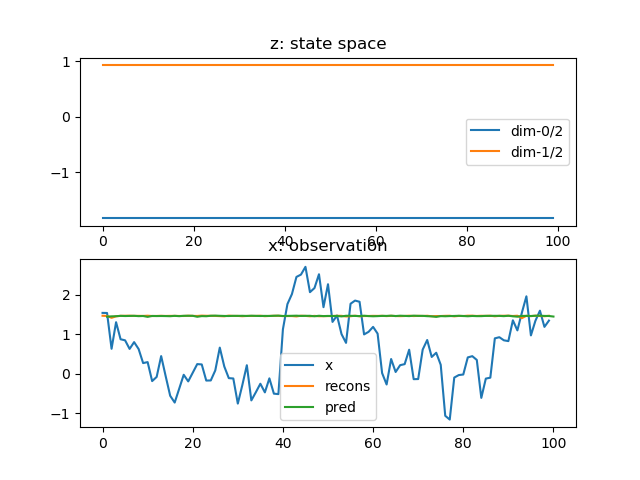 z: state space
1
0
−1
dim-0/2
dim-1/2
0 20 40 60 80 100
x: observation
2
1
0
−1
x
recons
pred
0 20 40 60 80 100